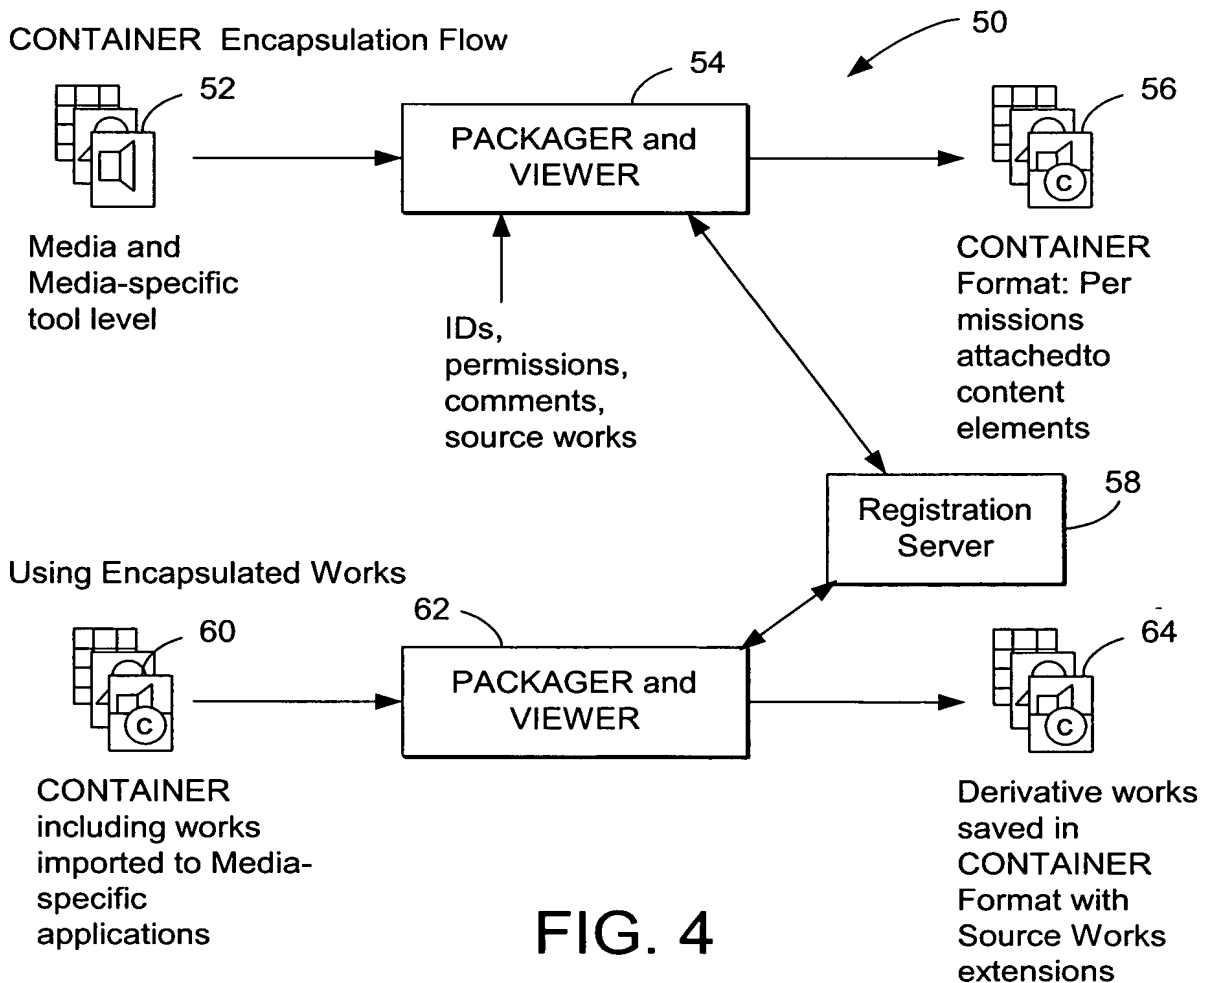 CONTAINER Encapsulation Flow
50
52
54
56
PACKAGER and
VIEWER
C
Media and
Media-specific
tool level
IDs,
permissions,
comments,
source works
CONTAINER
Format: Per
missions
attachedto
content
elements
58
Registration
Server
Using Encapsulated Works
60
62
64
PACKAGER and
VIEWER
C
C
CONTAINER
including works
imported to Media-
specific
applications
Derivative works
saved in
CONTAINER
Format with
Source Works
extensions
FIG. 4